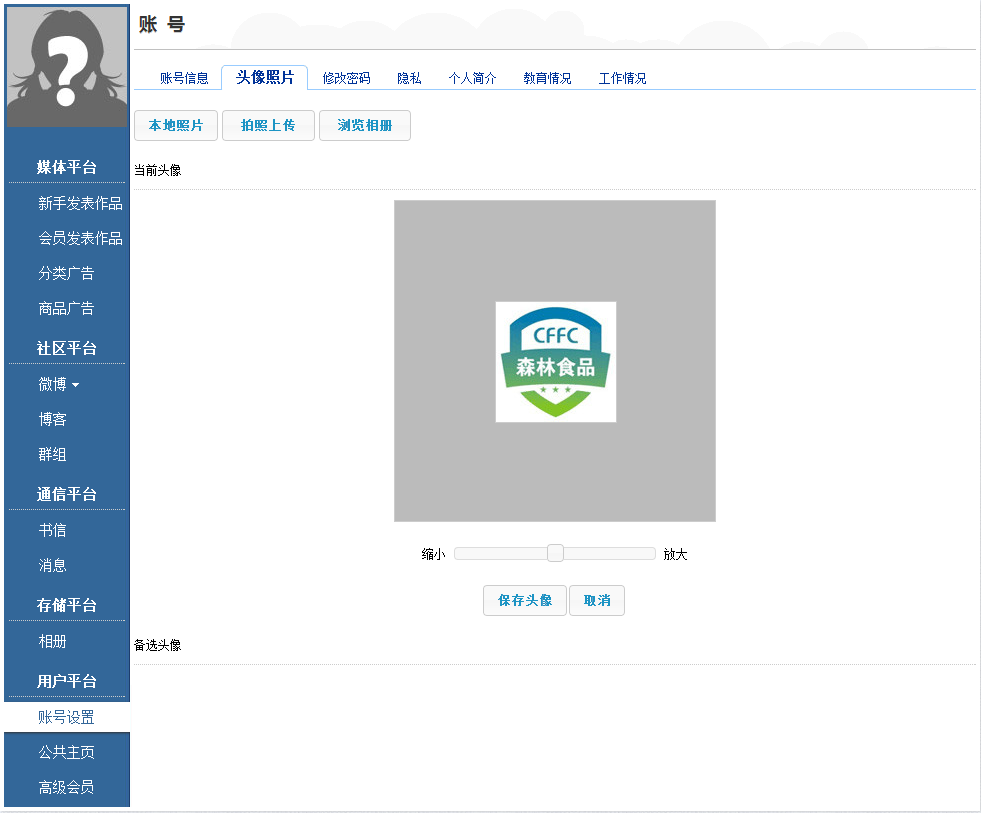 账 号
账号信息 头像照片 修改密码 隐私 个人简介 教育情况 工作情况
本地照片 拍照上传 浏览相册
当前头像
CFFC
森林食品
缩小 放大
保存头像 取消
备选头像
媒体平台
新手发表作品
会员发表作品
分类广告
商品广告
社区平台
微博
博客
群组
通信平台
书信
消息
存储平台
相册
用户平台
账号设置
公共主页
高级会员